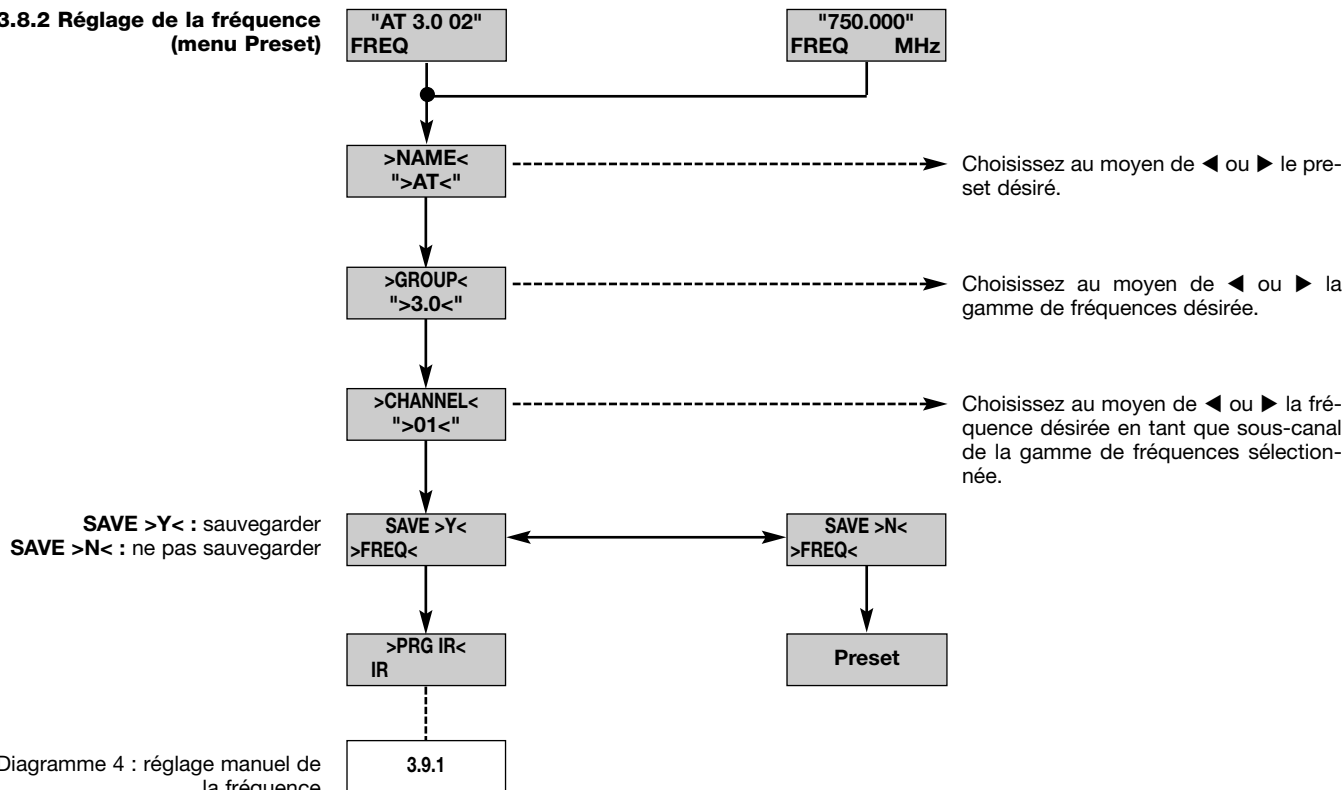 3.8.2 Réglage de la fréquence
(menu Preset)
"AT 3.0 02"
FREQ
"750.000"
FREQ MHz
>NAME<
">AT<"
Choisissez au moyen de ◀ ou ▶ le pre-
set désiré.
>GROUP<
">3.0<"
Choisissez au moyen de ◀ ou ▶ la
gamme de fréquences désirée.
>CHANNEL<
">01<"
Choisissez au moyen de ◀ ou ▶ la fré-
quence désirée en tant que sous-canal
de la gamme de fréquences sélection-
née.
SAVE >Y< : sauvegarder
SAVE >N< : ne pas sauvegarder
SAVE >Y<
>FREQ<
SAVE >N<
>FREQ<
>PRG IR<
IR
Preset
Diagramme 4 : réglage manuel de
la fréquence
3.9.1